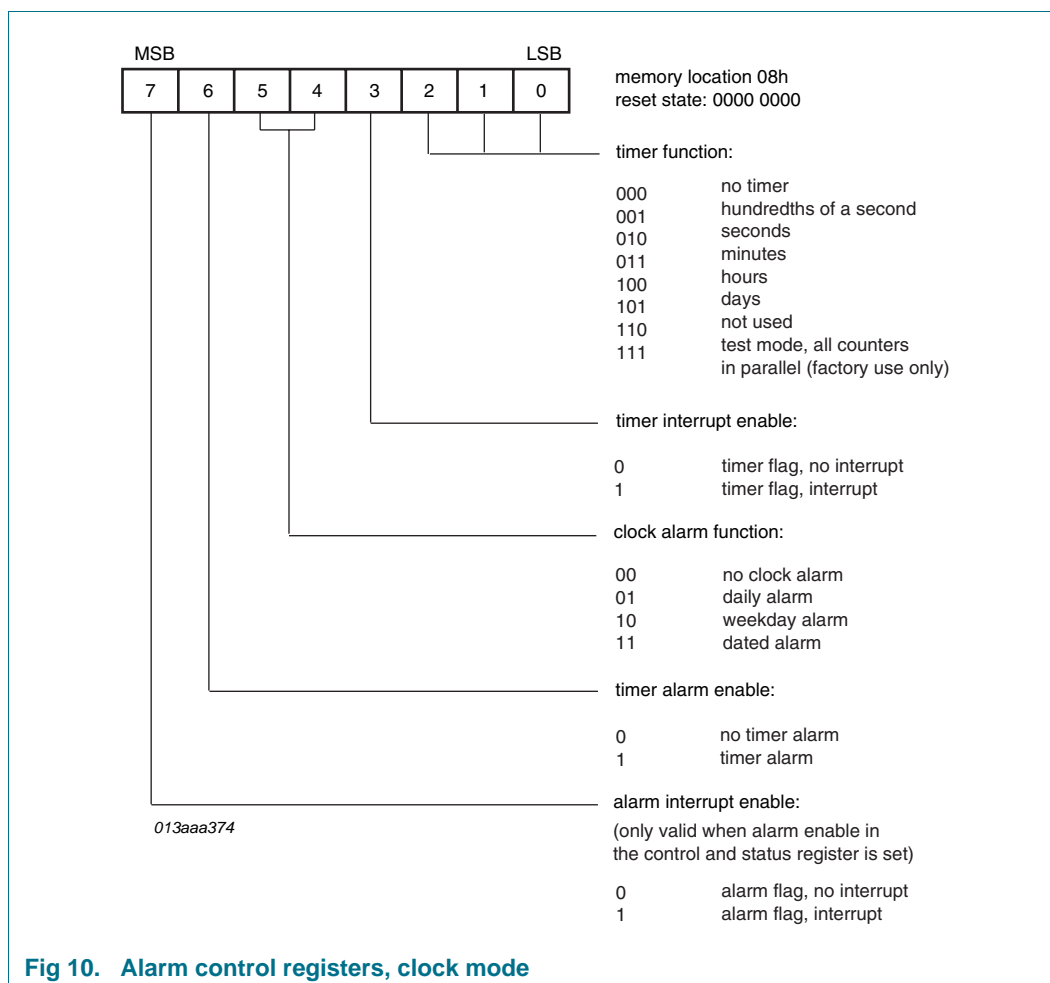 MSB LSB
7 6 5 4 3 2 1 0
memory location 08h
reset state: 0000 0000
timer function:
000 no timer
001 hundredths of a second
010 seconds
011 minutes
100 hours
101 days
110 not used
111 test mode, all counters
in parallel (factory use only)
timer interrupt enable:
0 timer flag, no interrupt
1 timer flag, interrupt
clock alarm function:
00 no clock alarm
01 daily alarm
10 weekday alarm
11 dated alarm
timer alarm enable:
0 no timer alarm
1 timer alarm
alarm interrupt enable:
(only valid when alarm enable in
the control and status register is set)
0 alarm flag, no interrupt
1 alarm flag, interrupt
013aaa374
Fig 10. Alarm control registers, clock mode